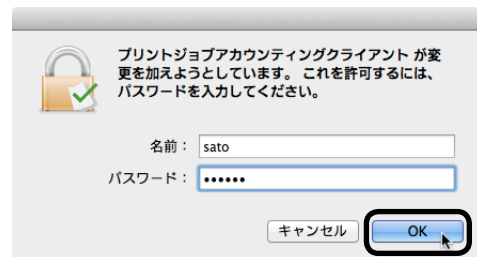 プリントジョブアカウンティングクライアント が変
更を加えようとしています。 これを許可するには、
パスワードを入力してください。
名前： sato
パスワード： ••••••
キャンセル OK